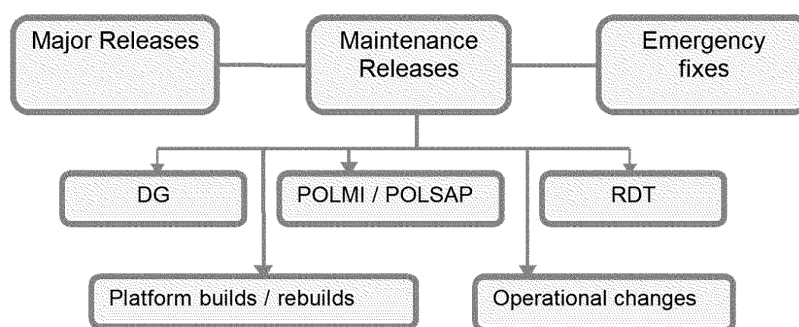 Major Releases
Maintenance
Releases
Emergency
fixes
DG
POLMI / POLSAP
RDT
Platform builds / rebuilds
Operational changes